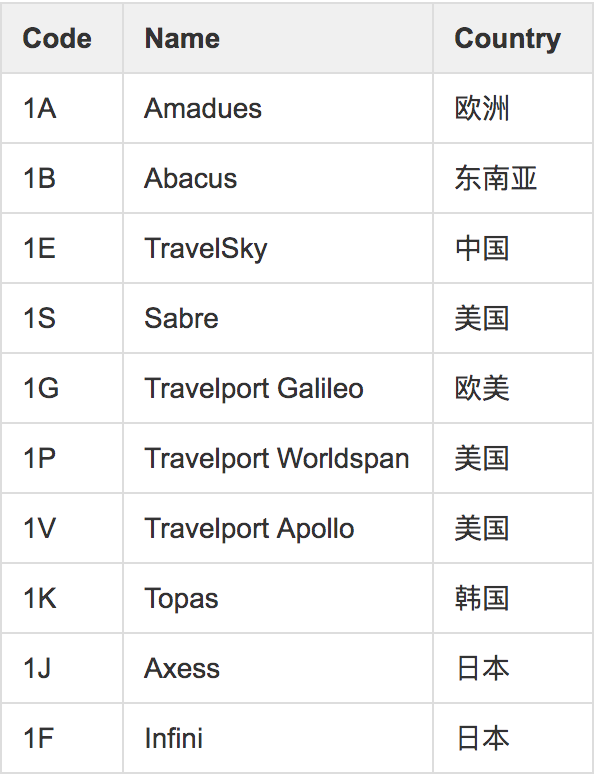 Code Name Country
1A Amadues 欧洲
1B Abacus 东南亚
1E TravelSky 中国
1S Sabre 美国
1G Travelport Galileo 欧美
1P Travelport Worldspan 美国
1V Travelport Apollo 美国
1K Topas 韩国
1J Axess 日本
1F Infini 日本